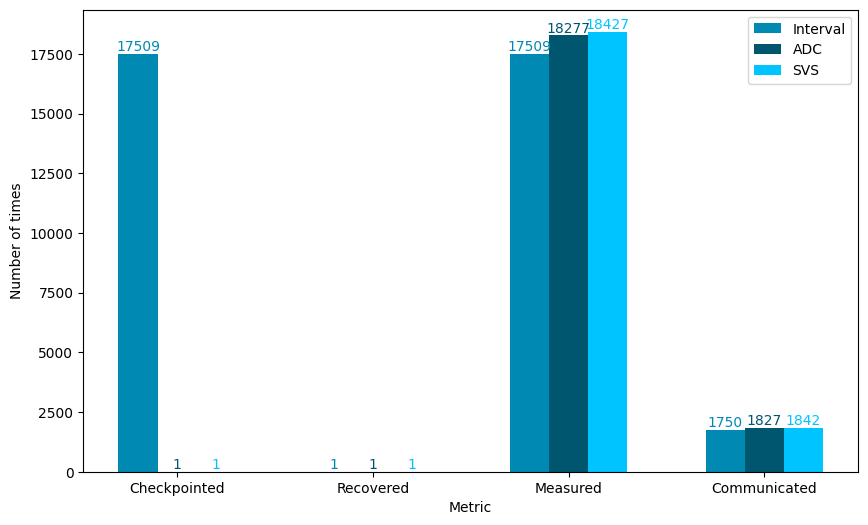 17509
17509
18277
18427
Interval
ADC
SVS
17500
15000
12500
10000
7500
5000
2500
0
Number of times
1
1
1
1
1
1750
1827
1842
Checkpointed
Recovered
Measured
Communicated
Metric